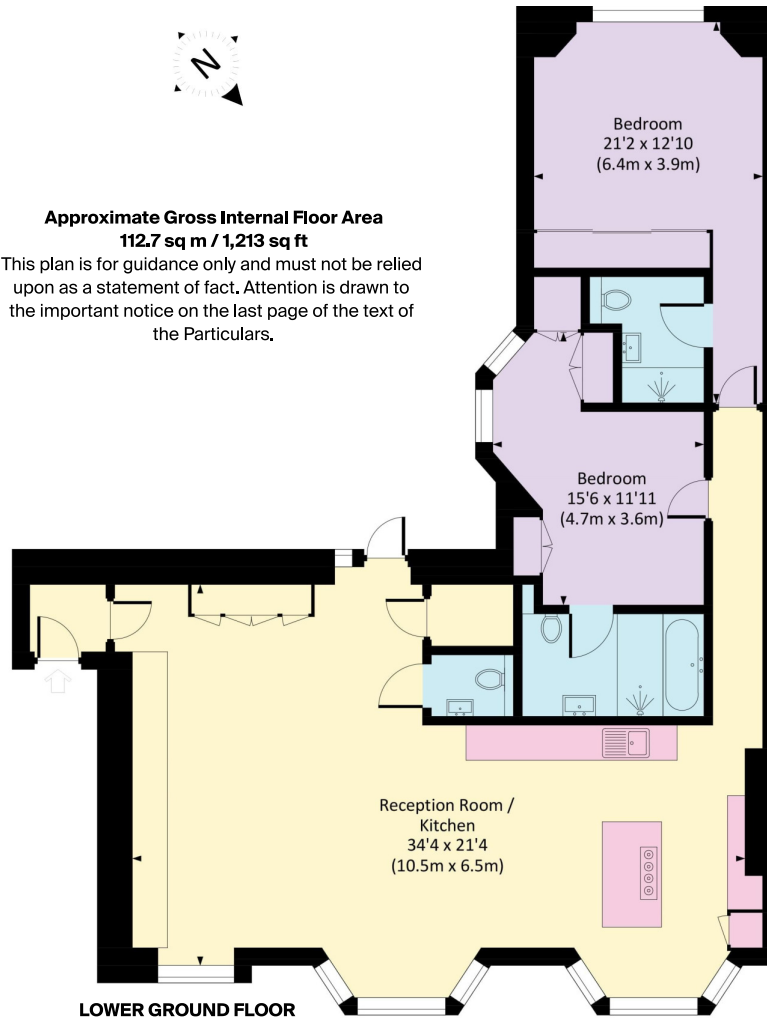 N
Bedroom
21'2 x 12'10
(6.4m x 3.9m)
Approximate Gross Internal Floor Area
112.7 sq m / 1,213 sq ft
This plan is for guidance only and must not be relied
upon as a statement of fact. Attention is drawn to
the important notice on the last page of the text of
the Particulars.
Bedroom
15'6 x 11'11
(4.7m x 3.6m)
Reception Room /
Kitchen
34'4 x 21'4
(10.5m x 6.5m)
LOWER GROUND FLOOR